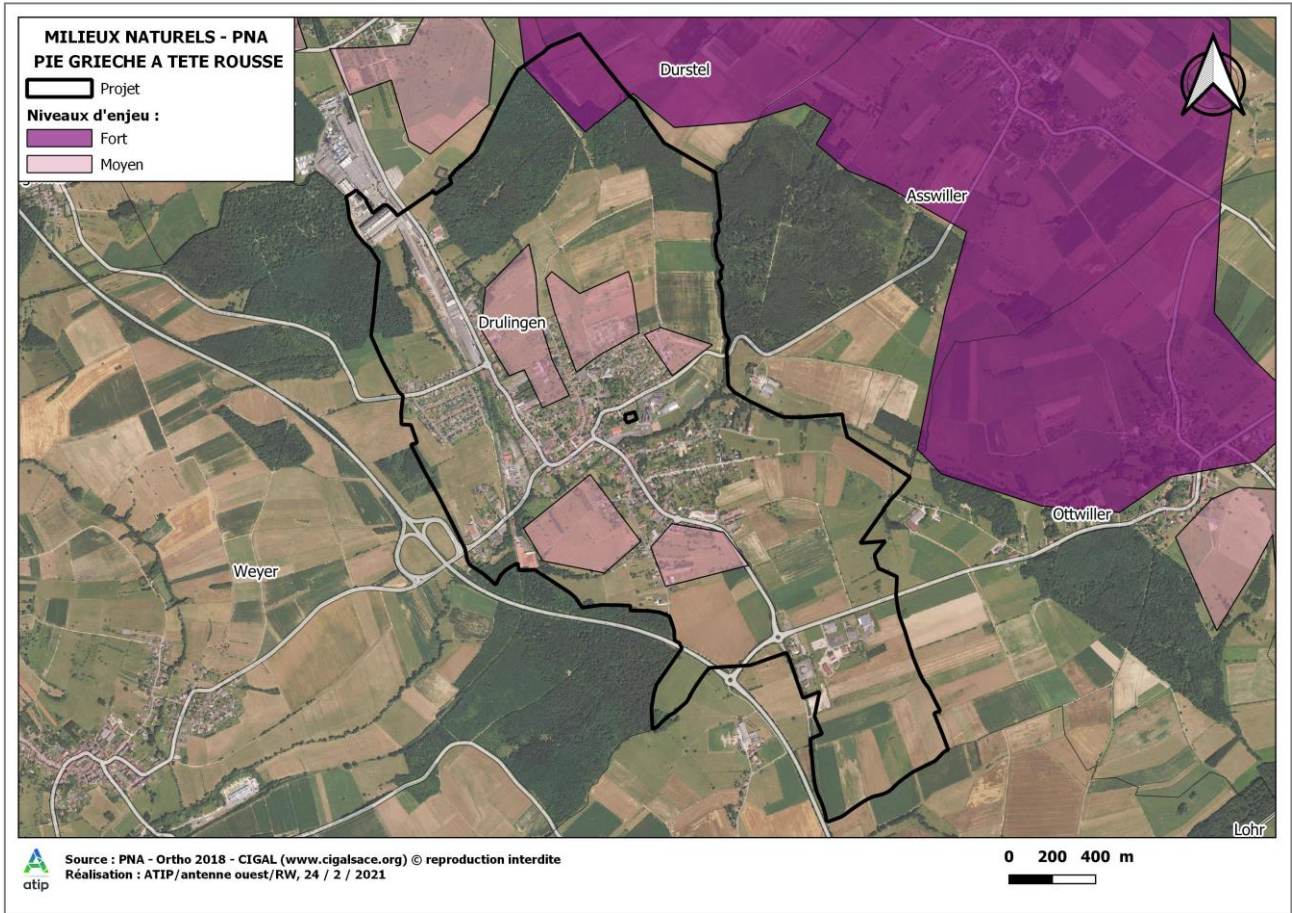 MILIEUX NATURELS - PNA
PIE GRIECHE A TETE ROUSSE
Projet
Niveaux d'enjeu :
Fort
Moyen
Durstel
Asswiller
Drulingen
Ottwiller
Weyer
Lohr
atip
Source : PNA - Ortho 2018 - CIGAL (www.cigalsace.org) © reproduction interdite
Réalisation : ATIP/antenne ouest/RW, 24 / 2 / 2021
0 200 400 m